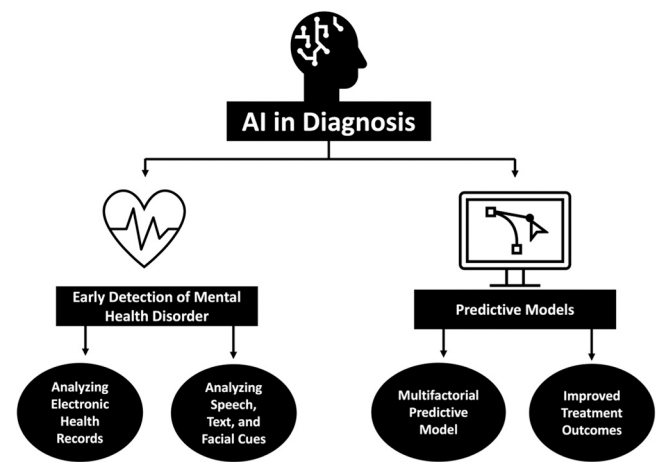 AI in Diagnosis
Early Detection of Mental
Health Disorder
Predictive Models
Analyzing
Electronic
Health
Records
Analyzing
Speech,
Text, and
Facial Cues
Multifactorial
Predictive
Model
Improved
Treatment
Outcomes